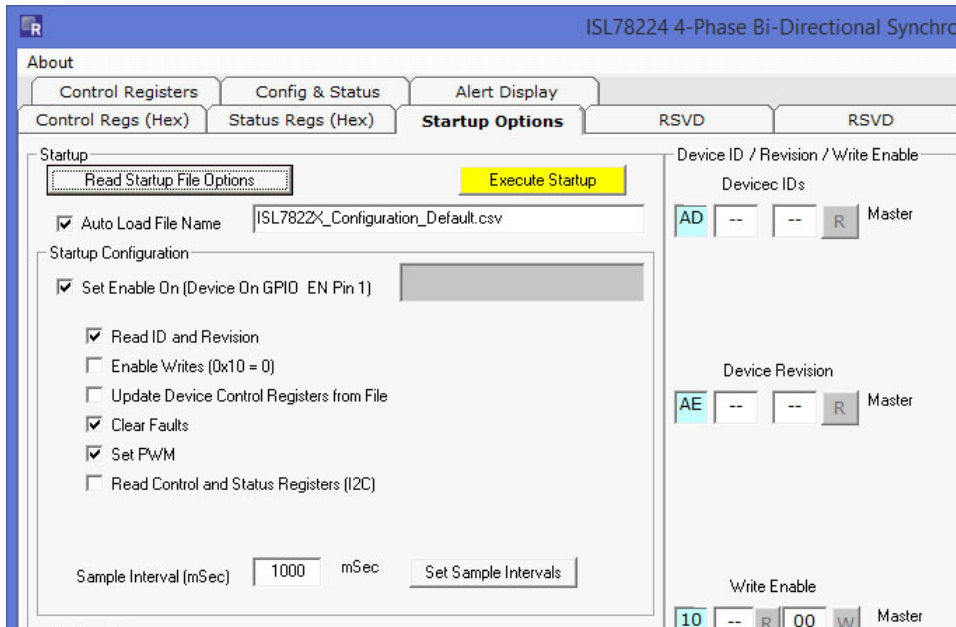 R
ISL78224 4-Phase Bi-Directional Synchro
About
Control Registers Config & Status Alert Display
Control Regs (Hex) Status Regs (Hex) Startup Options RSVD RSVD
Startup
Read Startup File Options Execute Startup
Auto Load File Name ISL7822X_Configuration_Default.csv
Startup Configuration
Set Enable On (Device On GPIO EN Pin 1)
Read ID and Revision
Enable Writes (0x10 = 0)
Update Device Control Registers from File
Clear Faults
Set PWM
Read Control and Status Registers (I2C)
Sample Interval (mSec) 1000 mSec Set Sample Intervals
Device ID / Revision / Write Enable
Devicec IDs
AD -- -- R Master
Device Revision
AE -- -- R Master
Write Enable
10 -- R 00 W Master